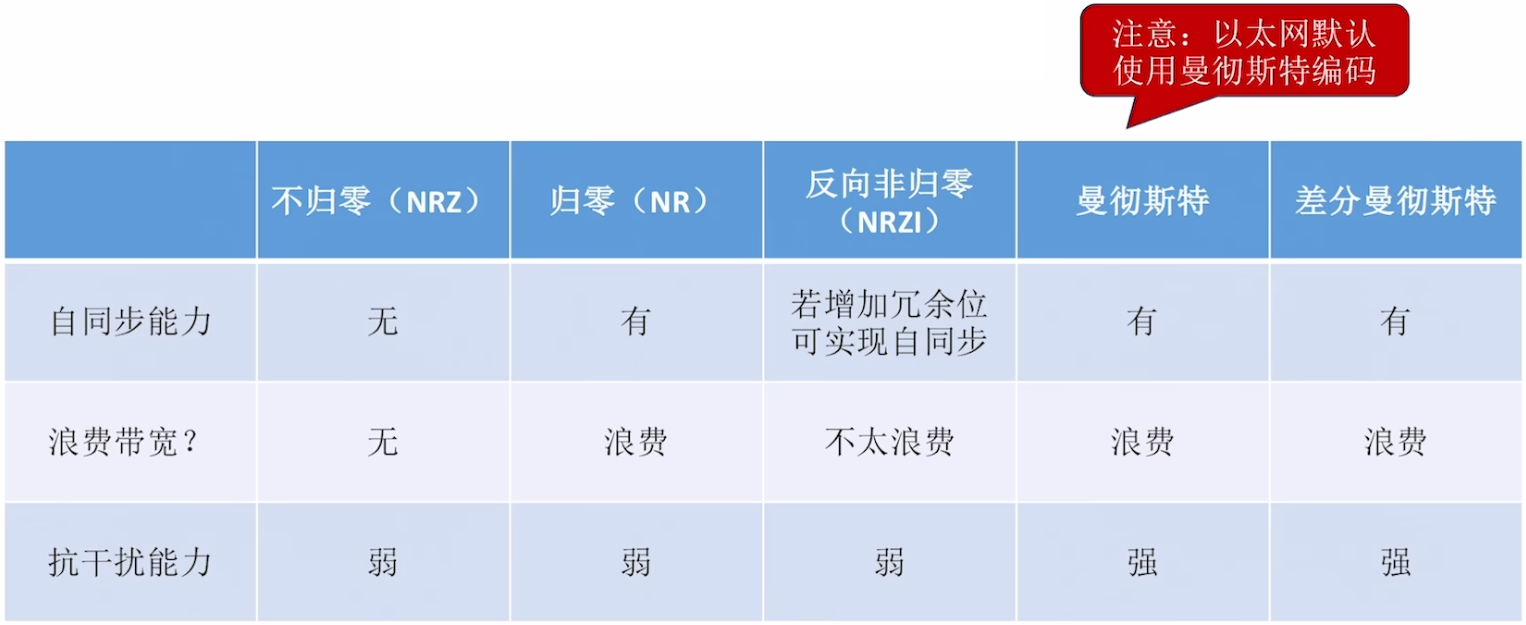 注意：以太网默认
使用曼彻斯特编码
不归零（NRZ）
归零（NR）
反向非归零
（NRZI）
曼彻斯特
差分曼彻斯特
自同步能力
无
有
若增加冗余位
可实现自同步
有
有
浪费带宽？
无
浪费
不太浪费
浪费
浪费
抗干扰能力
弱
弱
弱
强
强